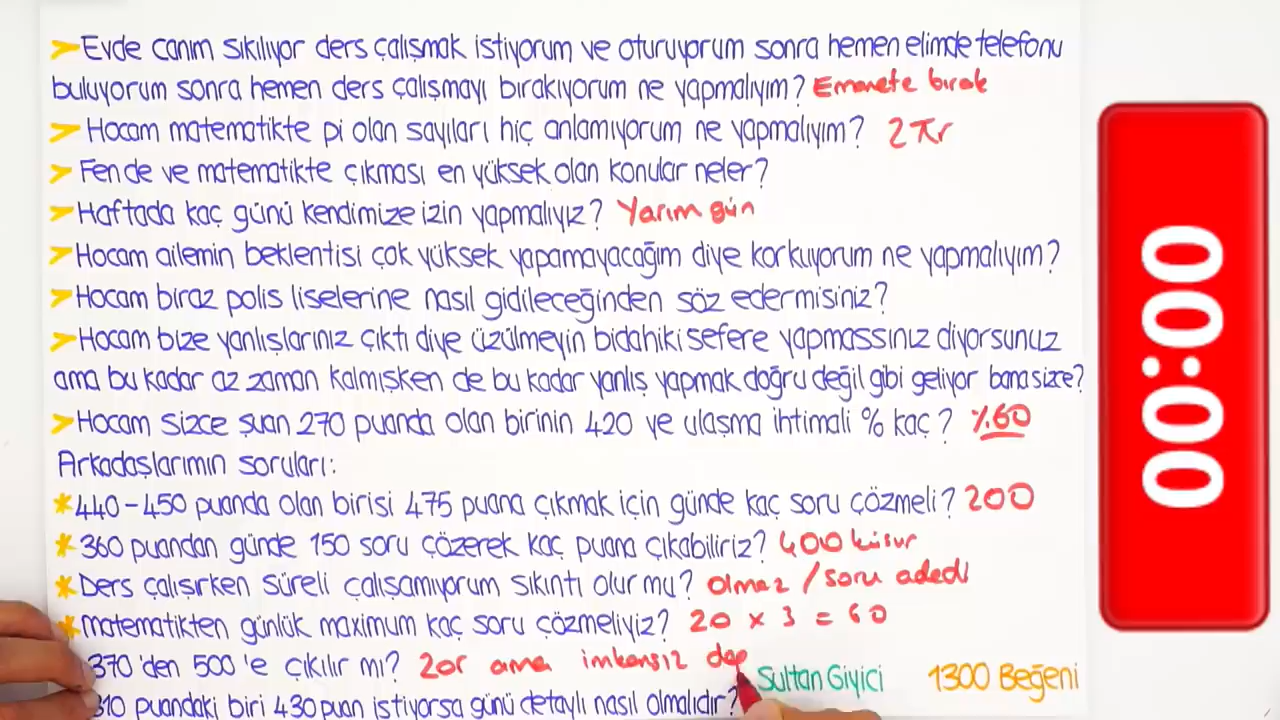 ➤ Evde canım sıkılıyor ders çalışmak istiyorum ve oturuyorum sonra hemen elimde telefonu
buluyorum sonra hemen ders çalışmayı bırakıyorum ne yapmalıyım? Emanete bırak
➤ Hocam matematikte pi olan sayıları hiç anlamıyorum ne yapmalıyım? 2πr
➤ Fen de ve matematikte çıkması en yüksek olan konular neler?
➤ Haftada kaç günü kendimize izin yapmalıyız? Yarım gün
➤ Hocam ailemin beklentisi çok yüksek yapamayacağım diye korkuyorum ne yapmalıyım?
➤ Hocam biraz polis liselerine nasıl gidileceğinden söz edermisiniz?
➤ Hocam bize yanlışlarınız çıktı diye üzülmeyin bidahiki sefere yapmassınız diyorsunuz
ama bu kadar az zaman kalmışken de bu kadar yanlış yapmak doğru değil gibi geliyor bana sizce?
➤ Hocam sizce şuan 270 puanda olan birinin 420 ye ulaşma ihtimali % kaç? %60
Arkadaşlarımın soruları:
* 440-450 puanda olan birisi 475 puana çıkmak için günde kaç soru çözmeli? 200
* 360 puandan günde 150 soru çözerek kaç puana çıkabiliriz? 400 küsur
* Ders çalışırken süreli çalışamıyorum sıkıntı olur mu? olmaz / soru adedi
* Matematikten günlük maximum kaç soru çözmeliyiz? 20 x 3 = 60
370'den 500'e çıkılır mı? zor ama imkansız
310 puandaki biri 430 puan istiyorsa günü detaylı nasıl olmalıdır?
Sultan Giyici
1300 Beğeni
00:00